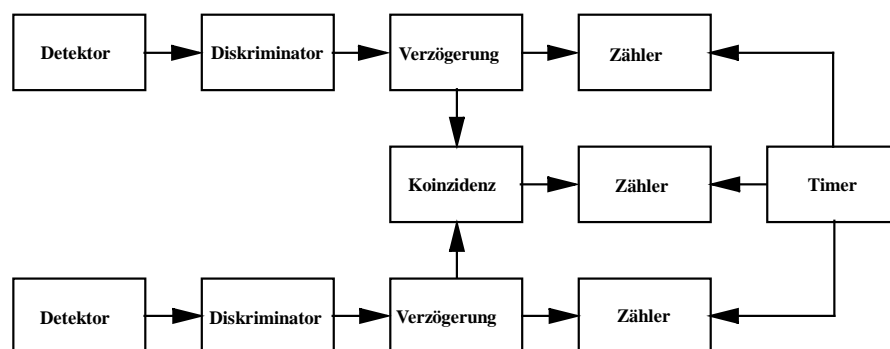 Detektor
Diskriminator
Verzögerung
Zähler
Koinzidenz
Zähler
Timer
Detektor
Diskriminator
Verzögerung
Zähler